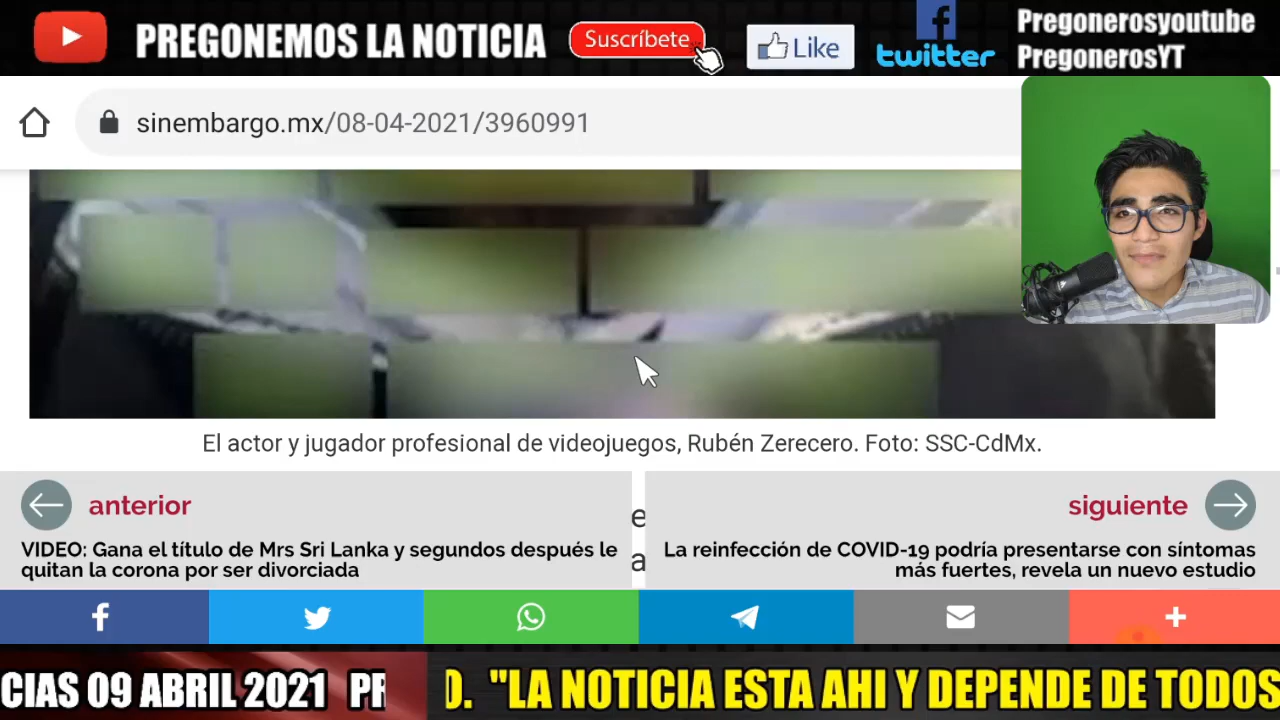 PREGONEMOS LA NOTICIA
Suscríbete
Like
twitter
Pregonerosyoutube
PregonerosYT
sinembargo.mx/08-04-2021/3960991
El actor y jugador profesional de videojuegos, Rubén Zerecero. Foto: SSC-CdMx.
anterior
siguiente
VIDEO: Gana el título de Mrs Sri Lanka y segundos después le
quitan la corona por ser divorciada
e
a
La reinfección de COVID-19 podría presentarse con síntomas
más fuertes, revela un nuevo estudio
CIAS 09 ABRIL 2021 PR
O. "LA NOTICIA ESTA AHI Y DEPENDE DE TODOS